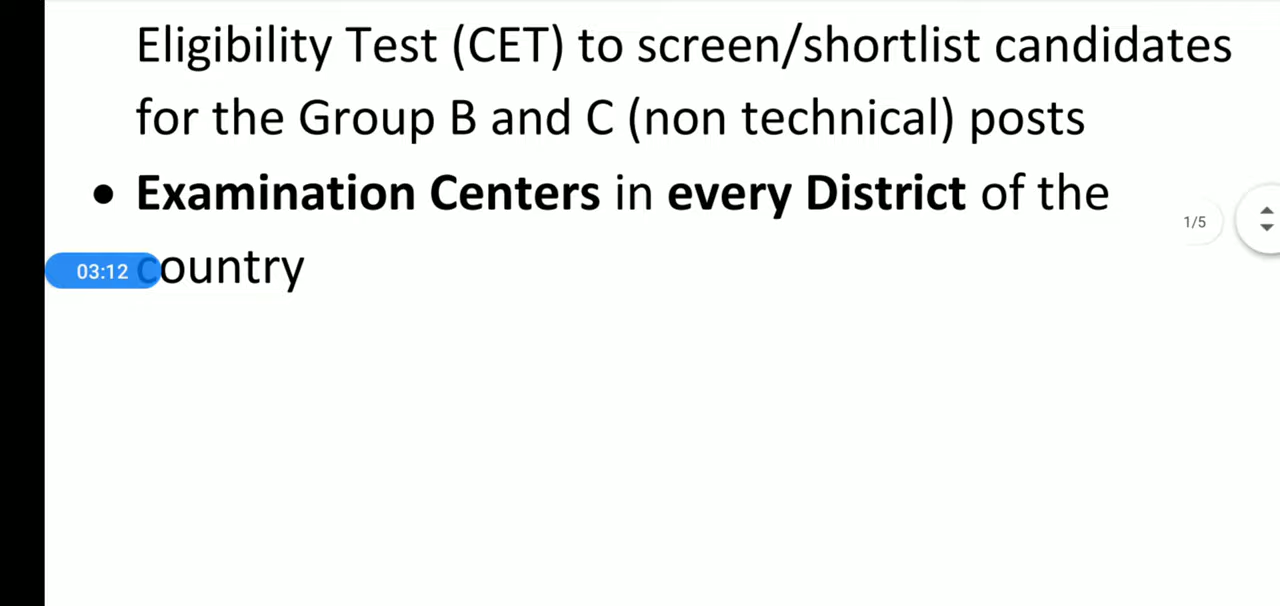 Eligibility Test (CET) to screen/shortlist candidates
for the Group B and C (non technical) posts
• Examination Centers in every District of the
1/5
03:12 country